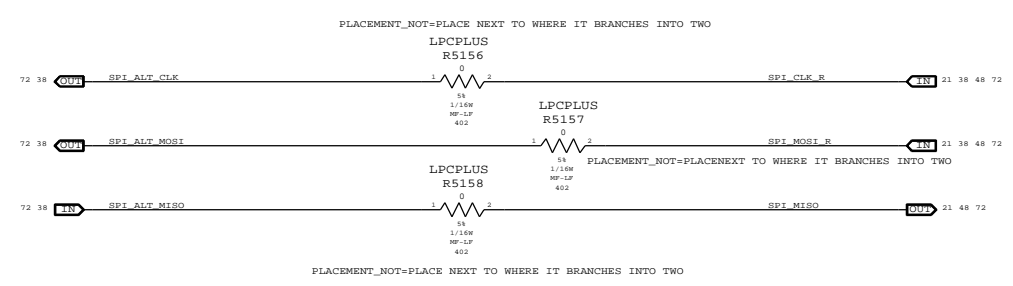 PLACEMENT_NOT=PLACE NEXT TO WHERE IT BRANCHES INTO TWO
LPCPLUS
R5156
0
72 38 OUT SPI_ALT_CLK 1 2 SPI_CLK_R IN 21 38 48 72
5%
1/16W
MF-LF
402
LPCPLUS
R5157
0
72 38 OUT SPI_ALT_MOSI 1 2 SPI_MOSI_R IN 21 38 48 72
5%
PLACEMENT_NOT=PLACENEXT TO WHERE IT BRANCHES INTO TWO
1/16W
MF-LF
402
LPCPLUS
R5158
0
72 38 IN SPI_ALT_MISO 1 2 SPI_MISO OUT 21 48 72
5%
1/16W
MF-LF
402
PLACEMENT_NOT=PLACE NEXT TO WHERE IT BRANCHES INTO TWO